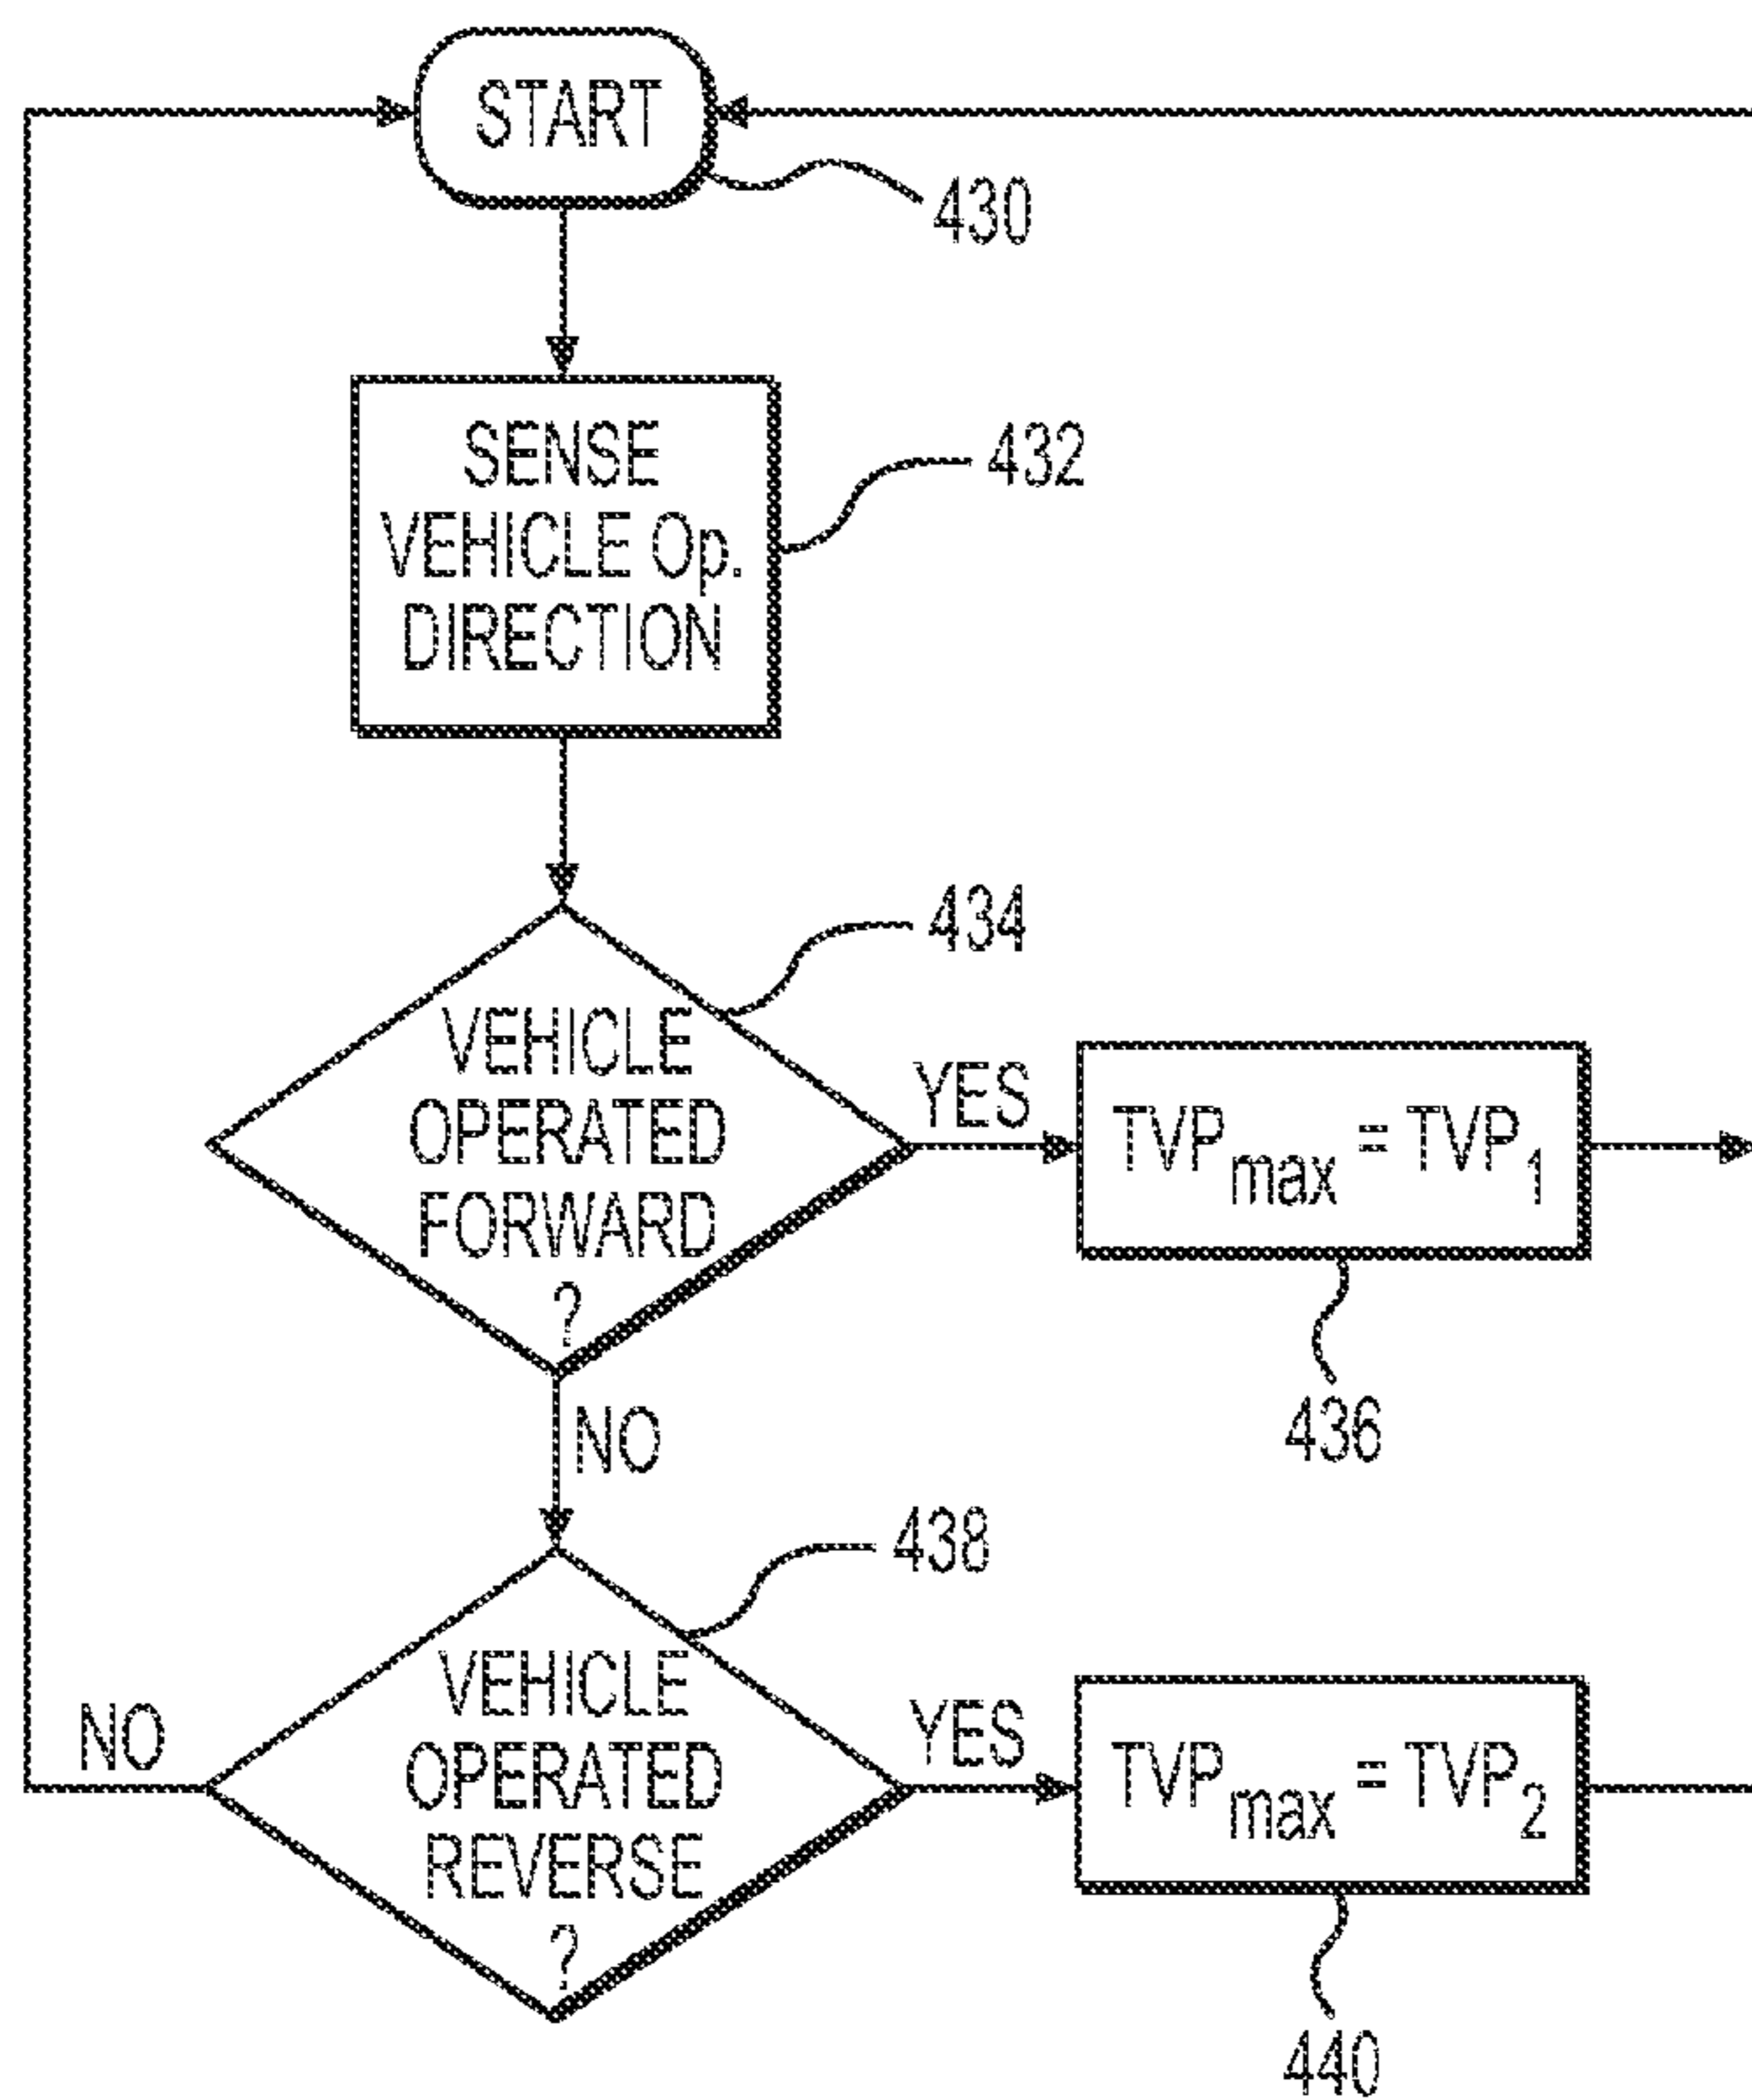 START
430
SENSE
VEHICLE Op.
DIRECTION
432
434
VEHICLE
OPERATED
FORWARD
?
YES
TVPmax = TVP1
436
NO
438
VEHICLE
OPERATED
REVERSE
?
NO
YES
TVPmax = TVP2
440